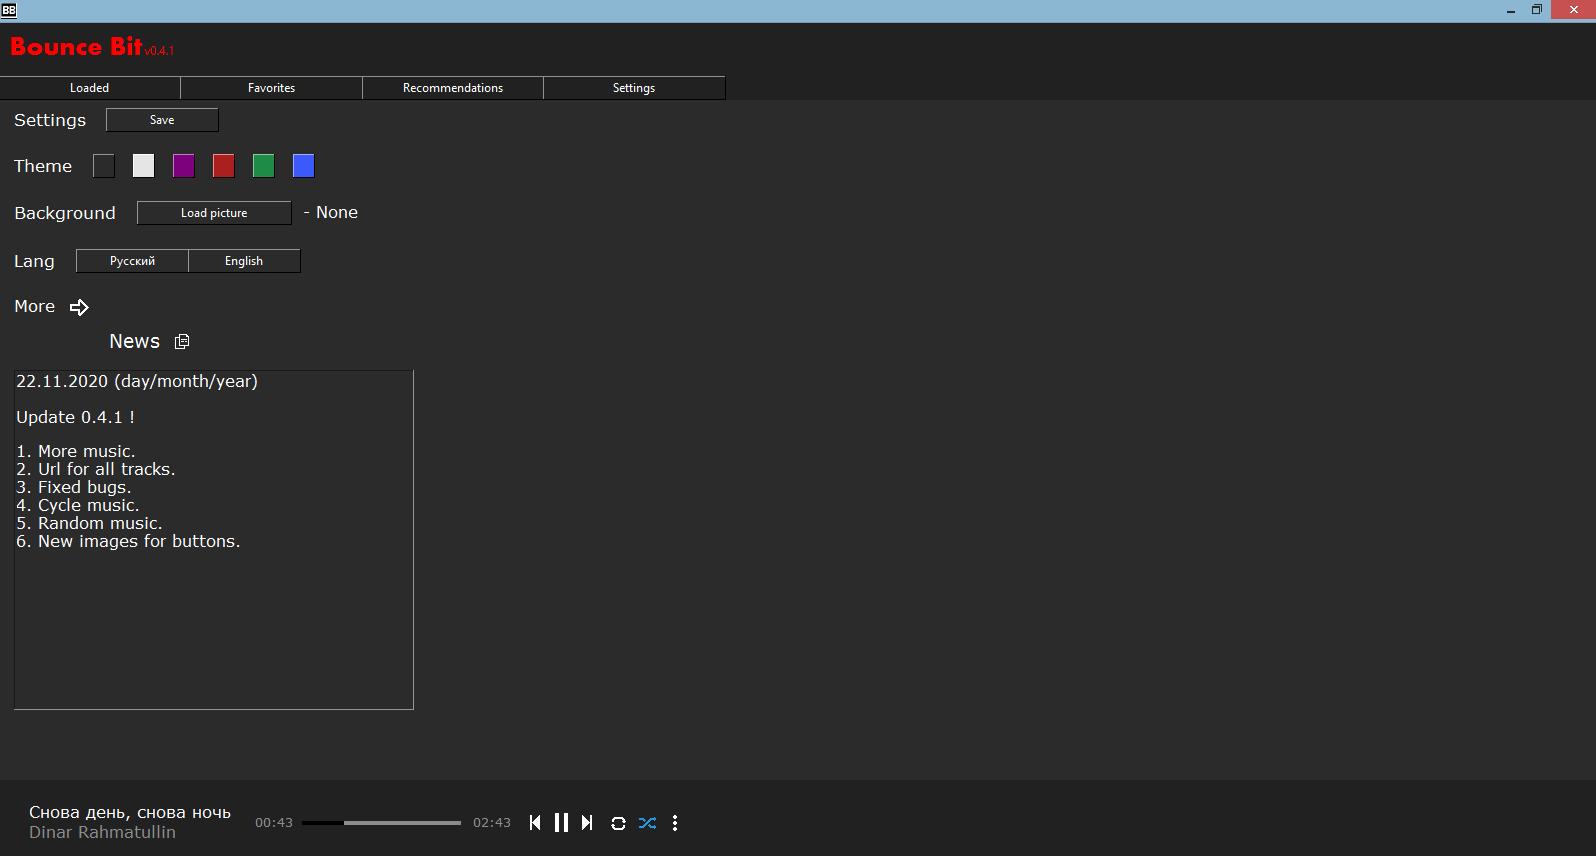 BB
Bounce Bit v0.4.1
Loaded Favorites Recommendations Settings
Settings Save
Theme
Background Load picture - None
Lang Русский English
More
News
22.11.2020 (day/month/year)
Update 0.4.1 !
1. More music.
2. Url for all tracks.
3. Fixed bugs.
4. Cycle music.
5. Random music.
6. New images for buttons.
Снова день, снова ночь
Dinar Rahmatullin
00:43 02:43